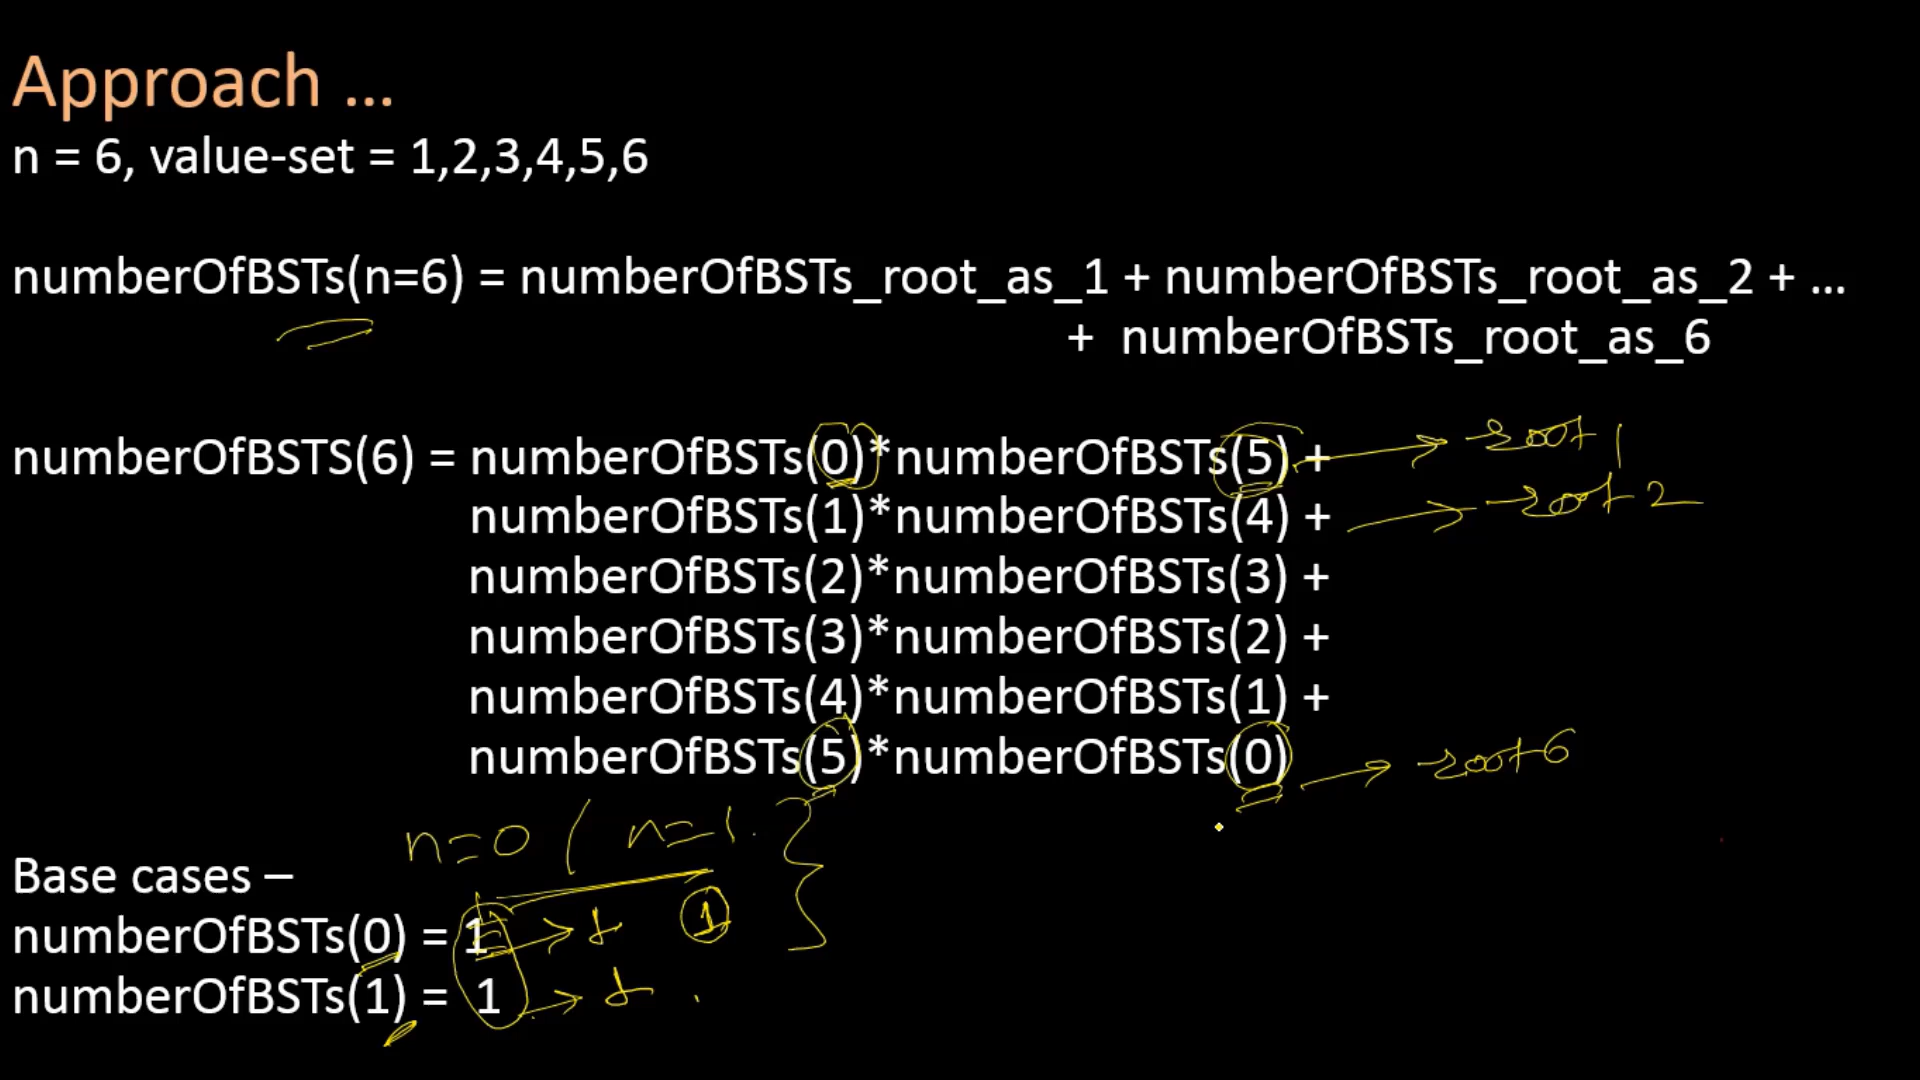 Approach ...
n = 6, value-set = 1,2,3,4,5,6
numberOfBSTs(n=6) = numberOfBSTs_root_as_1 + numberOfBSTs_root_as_2 + ...
+ numberOfBSTs_root_as_6
numberOfBSTS(6) = numberOfBSTs(0)*numberOfBSTs(5) + root 1
numberOfBSTs(1)*numberOfBSTs(4) + root 2
numberOfBSTs(2)*numberOfBSTs(3) +
numberOfBSTs(3)*numberOfBSTs(2) +
numberOfBSTs(4)*numberOfBSTs(1) +
numberOfBSTs(5)*numberOfBSTs(0) root 6
n=0 / n=1
Base cases –
numberOfBSTs(0) = 1 1
numberOfBSTs(1) = 1